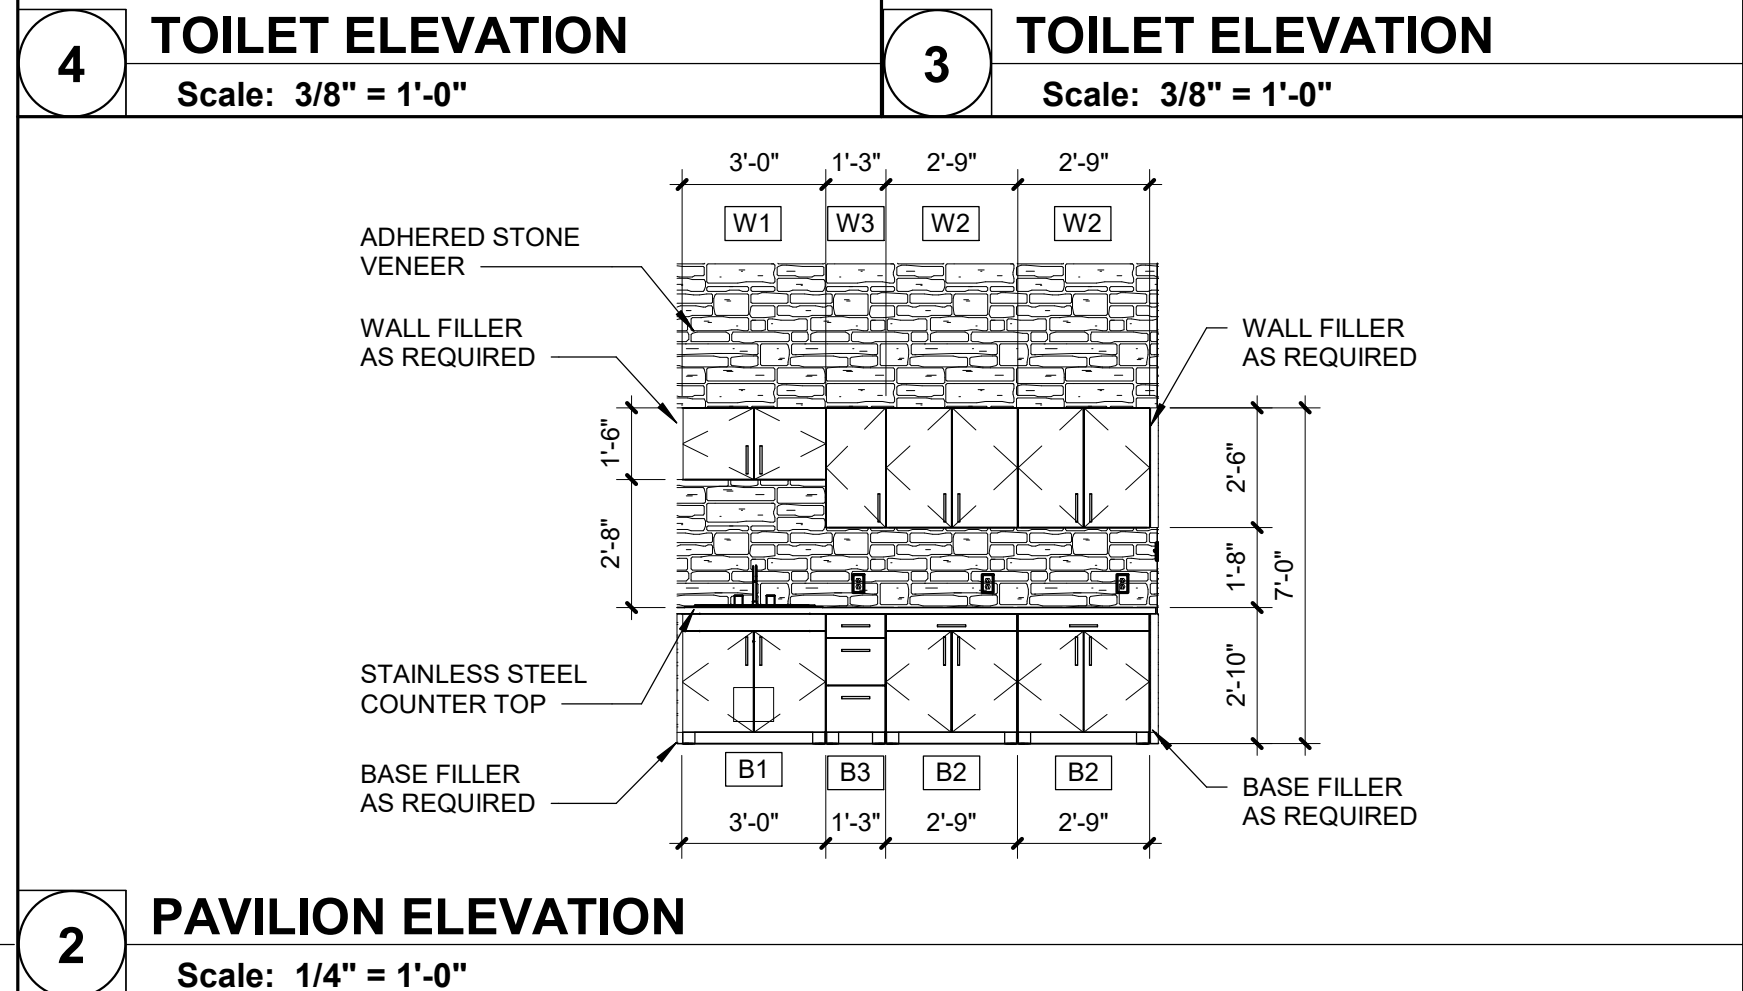 4
TOILET ELEVATION
Scale: 3/8" = 1'-0"
3
TOILET ELEVATION
Scale: 3/8" = 1'-0"
3'-0" 1'-3" 2'-9" 2'-9"
W1 W3 W2 W2
ADHERED STONE
VENEER
WALL FILLER
AS REQUIRED
WALL FILLER
AS REQUIRED
1'-6"
2'-8"
2'-6"
1'-8"
7'-0"
2'-10"
STAINLESS STEEL
COUNTER TOP
BASE FILLER
AS REQUIRED
BASE FILLER
AS REQUIRED
B1 B3 B2 B2
3'-0" 1'-3" 2'-9" 2'-9"
2
PAVILION ELEVATION
Scale: 1/4" = 1'-0"